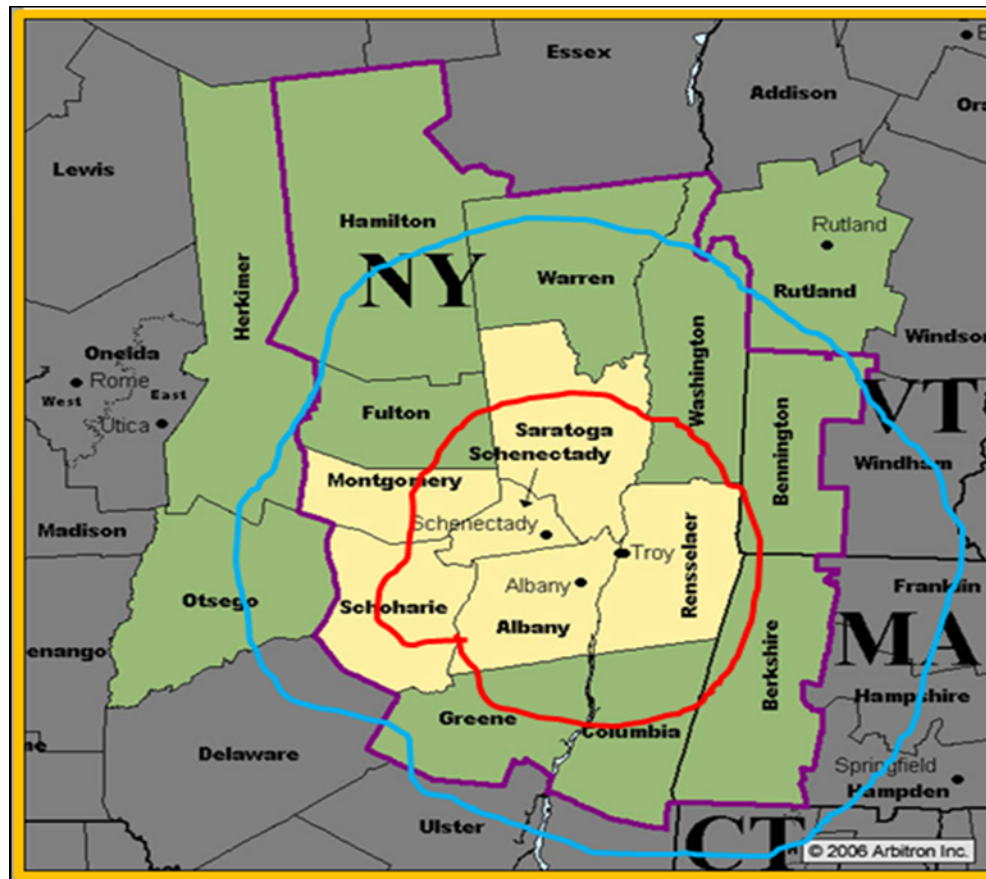 Essex
Addison
Ora
Lewis
Rutland
Hamilton
NY
Warren
Rutland
Herkimer
Windsor
Oneida
Rome
West
East
Utica
Washington
Fulton
VT
Saratoga
Schenectady
Bennington
Windham
Montgomery
Schenectady
Madison
Troy
Rensselaer
Albany
Franklin
Otsego
Schoharie
Albany
MA
enango
Berkshire
Hampshire
Greene
Columbia
Delaware
Springfield
Hampden
Ulster
CT
© 2006 Arbitron Inc.